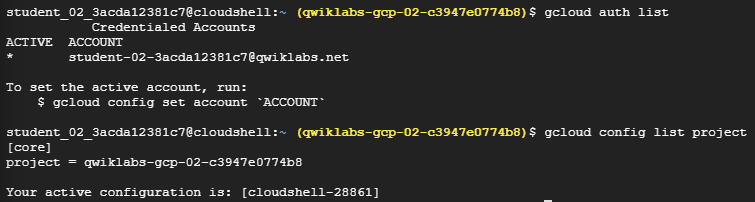 student_02_3acda12381c7@cloudshell:~ (qwiklabs-gcp-02-c3947e0774b8)$ gcloud auth list
Credentialed Accounts
ACTIVE  ACCOUNT
*       student-02-3acda12381c7@qwiklabs.net
To set the active account, run:
$ gcloud config set account `ACCOUNT`
student_02_3acda12381c7@cloudshell:~ (qwiklabs-gcp-02-c3947e0774b8)$ gcloud config list project
[core]
project = qwiklabs-gcp-02-c3947e0774b8
Your active configuration is: [cloudshell-28861]